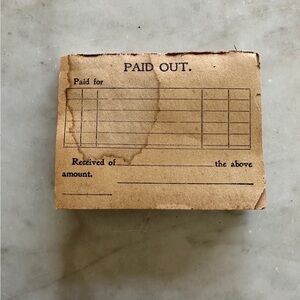 PAID OUT.
Paid for
Received of the above
amount.